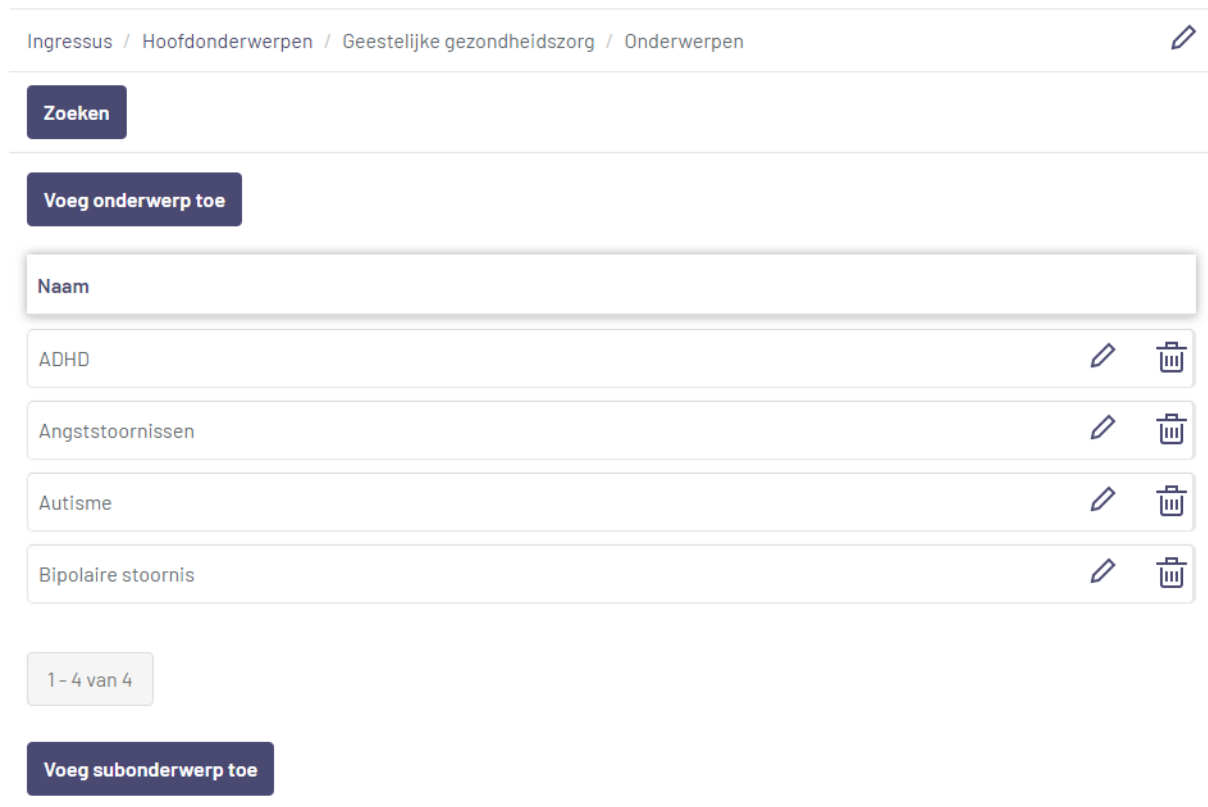 Ingressus / Hoofdonderwerpen / Geestelijke gezondheidszorg / Onderwerpen
Zoeken
Voeg onderwerp toe
Naam
ADHD
Angststoornissen
Autisme
Bipolaire stoornis
1 - 4 van 4
Voeg subonderwerp toe